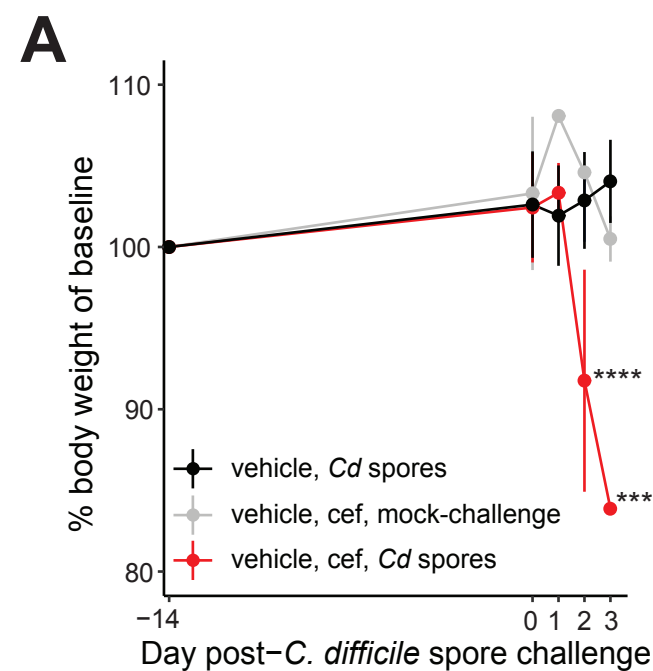 A
% body weight of baseline
110
100
90
80
****
***
vehicle, Cd spores
vehicle, cef, mock-challenge
vehicle, cef, Cd spores
−14 0 1 2 3
Day post−C. difficile spore challenge